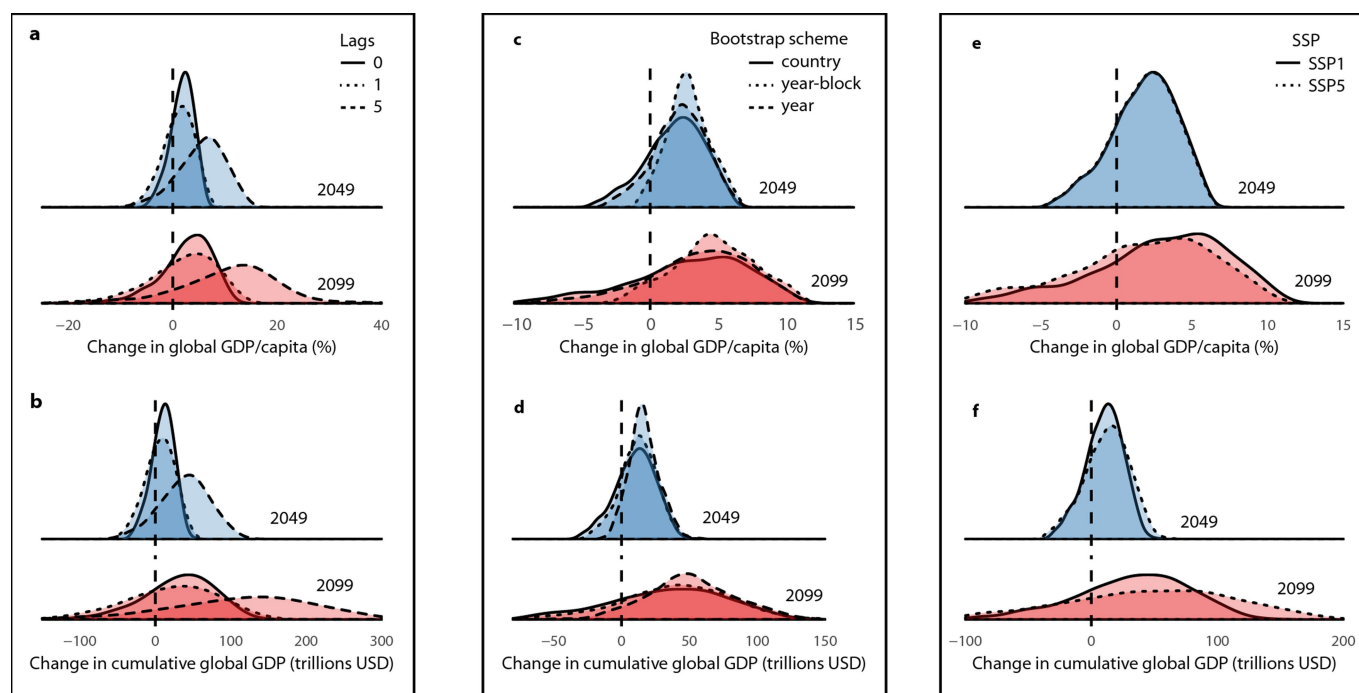 a
Lags
0
1
5
2049
2099
−20 0 20 40
Change in global GDP/capita (%)
b
2049
2099
−100 0 100 200 300
Change in cumulative global GDP (trillions USD)
c
Bootstrap scheme
country
year-block
year
2049
2099
−10 −5 0 5 10 15
Change in global GDP/capita (%)
d
2049
2099
−50 0 50 100 150
Change in cumulative global GDP (trillions USD)
e
SSP
SSP1
SSP5
2049
2099
−10 −5 0 5 10 15
Change in global GDP/capita (%)
f
2049
2099
−100 0 100 200
Change in cumulative global GDP (trillions USD)